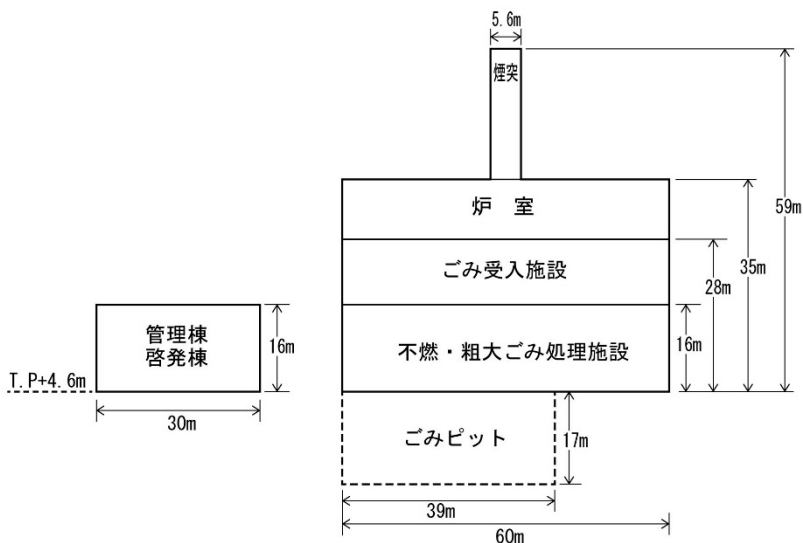 5.6m
煙突
炉 室
59m
35m
ごみ受入施設
28m
管理棟
啓発棟
16m
不燃・粗大ごみ処理施設
16m
T.P+4.6m
30m
ごみピット
17m
39m
60m